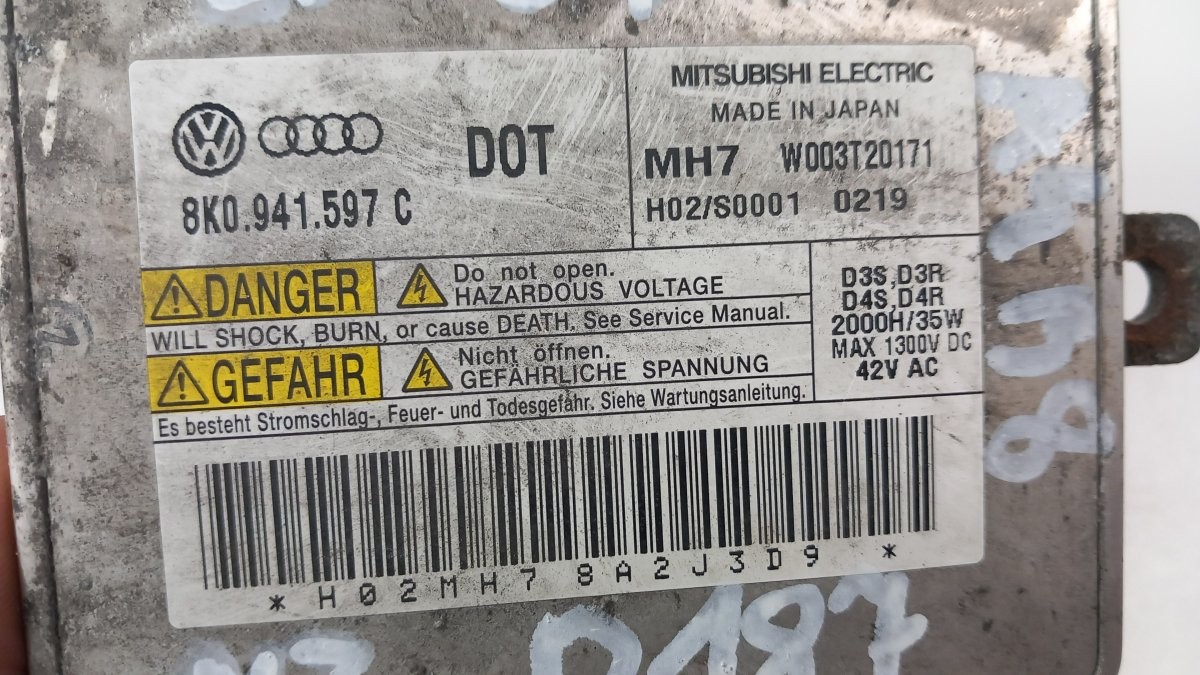 MITSUBISHI ELECTRIC
MADE IN JAPAN
DOT
MH7 W003T20171
8K0.941.597 C
H02/S0001 0219
DANGER
Do not open.
HAZARDOUS VOLTAGE
WILL SHOCK, BURN, or cause DEATH. See Service Manual.
GEFAHR
Nicht öffnen.
GEFÄHRLICHE SPANNUNG
Es besteht Stromschlag-, Feuer- und Todesgefahr. Siehe Wartungsanleitung.
D3S,D3R
D4S,D4R
2000H/35W
MAX 1300V DC
42V AC
*H02MH78A2J3D9*
0187